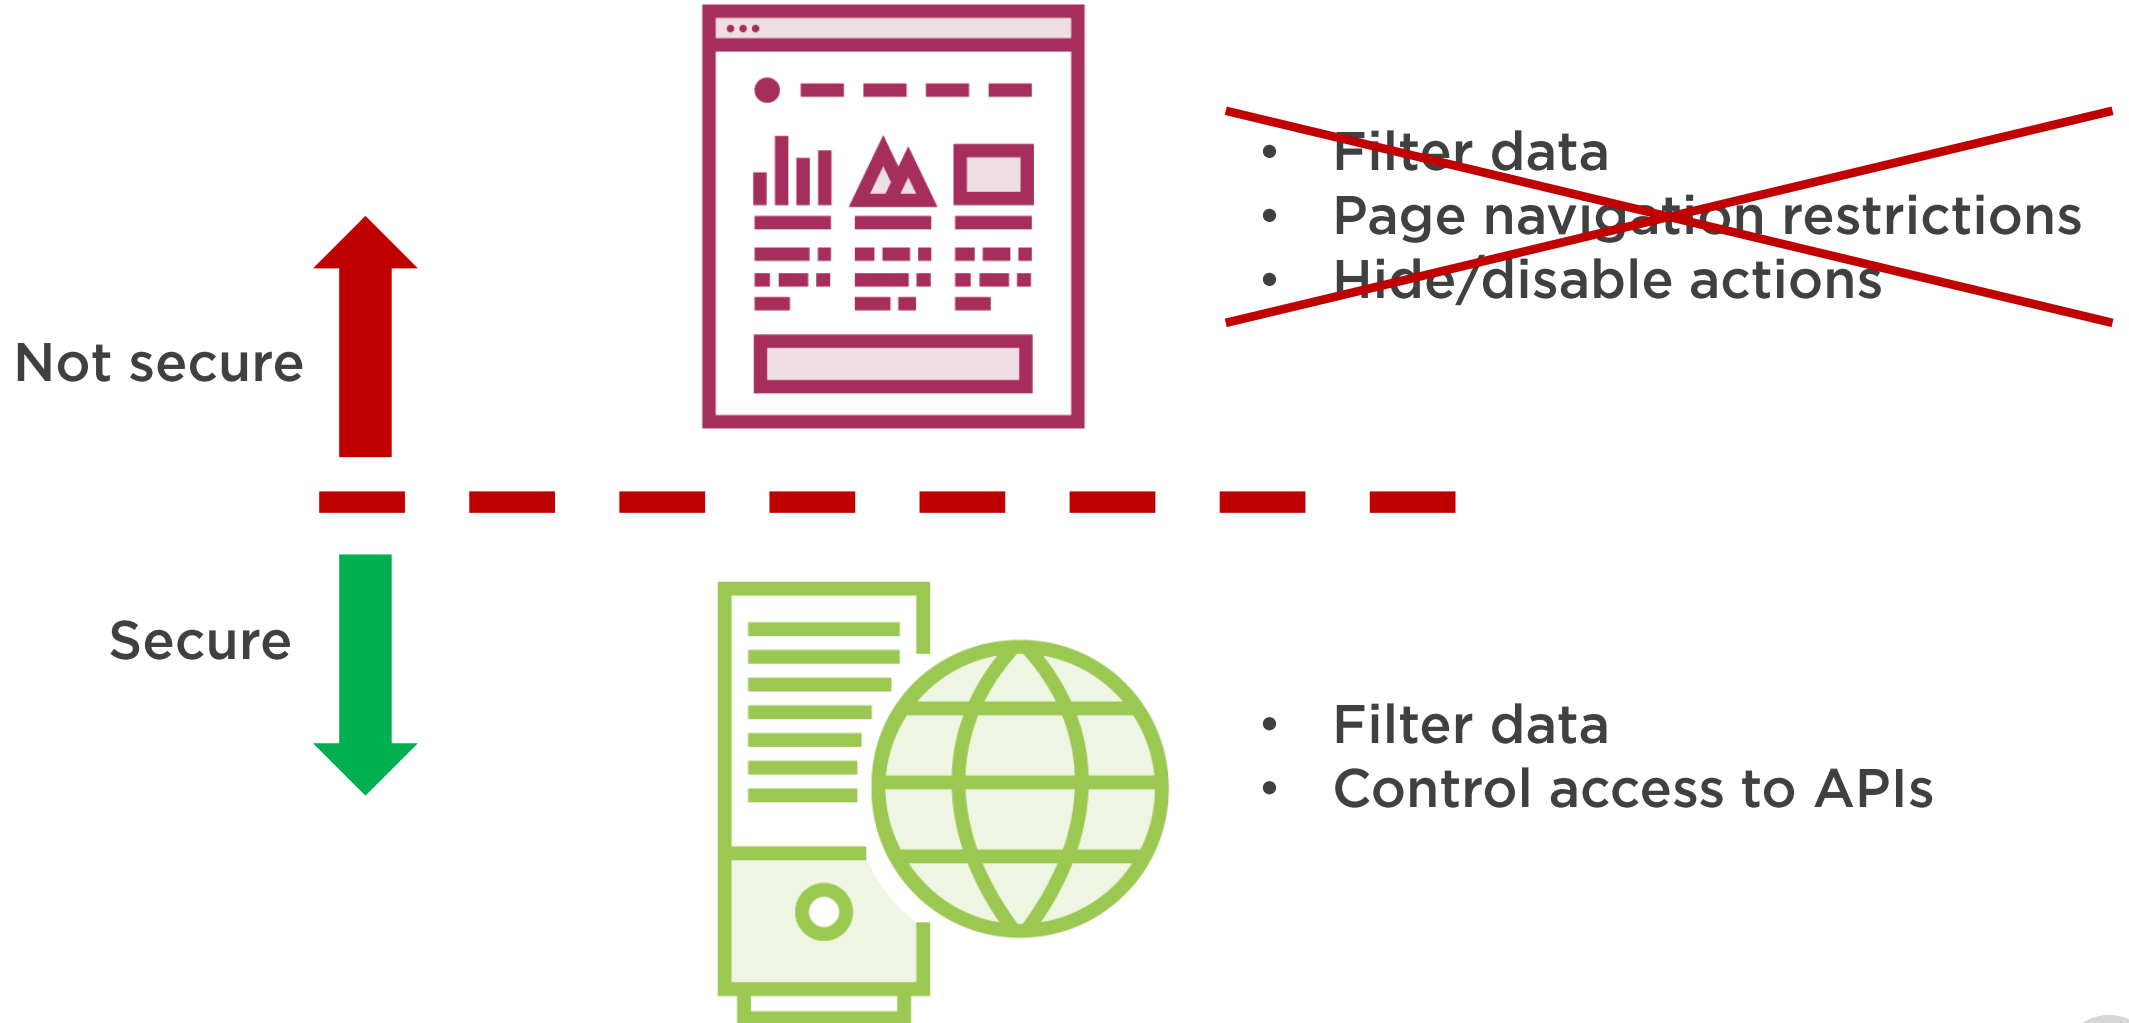 • Filter data
• Page navigation restrictions
• Hide/disable actions
Not secure
Secure
• Filter data
• Control access to APIs